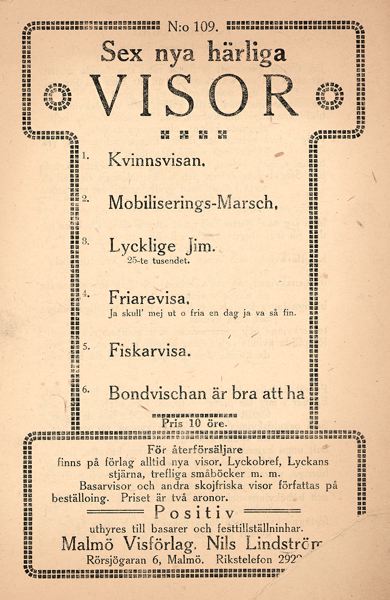 N:o 109.
Sex nya härliga
VISOR
1. Kvinnsvisan.
2. Mobiliserings-Marsch.
3. Lycklige Jim.
25-te tusendet.
4. Friarevisa.
Ja skull' mej ut o fria en dag ja va så fin.
5. Fiskarvisa.
6. Bondvischan är bra att ha
Pris 10 öre.
För återförsäljare
finns på förlag alltid nya visor, Lyckobref, Lyckans
stjärna, trefliga småböcker m. m.
Basarvisor och andra skojfriska visor författas på
beställoing. Priset är två aronor.
Positiv
uthyres till basarer och festtillställninhar.
Malmö Visförlag. Nils Lindström
Rörsjögaran 6, Malmö. Rikstelefon